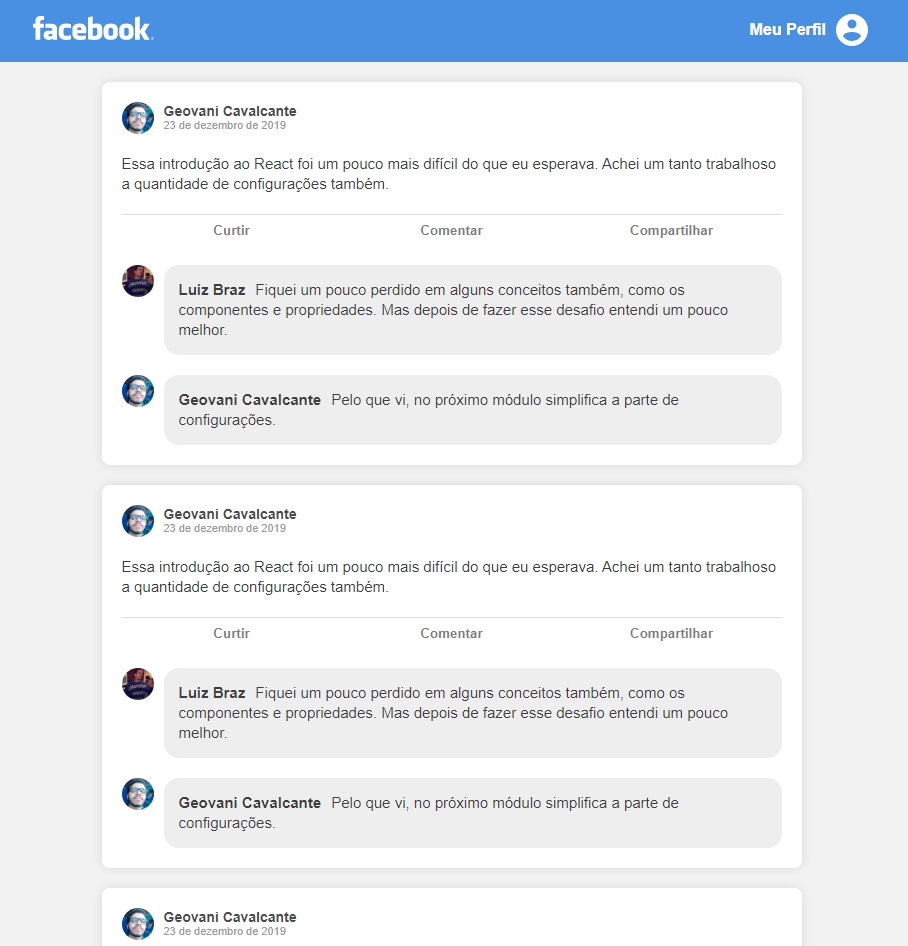 facebook.
Meu Perfil
Geovani Cavalcante
23 de dezembro de 2019
Essa introdução ao React foi um pouco mais difícil do que eu esperava. Achei um tanto trabalhoso
a quantidade de configurações também.
Curtir Comentar Compartilhar
Luiz Braz Fiquei um pouco perdido em alguns conceitos também, como os
componentes e propriedades. Mas depois de fazer esse desafio entendi um pouco
melhor.
Geovani Cavalcante Pelo que vi, no próximo módulo simplifica a parte de
configurações.
Geovani Cavalcante
23 de dezembro de 2019
Essa introdução ao React foi um pouco mais difícil do que eu esperava. Achei um tanto trabalhoso
a quantidade de configurações também.
Curtir Comentar Compartilhar
Luiz Braz Fiquei um pouco perdido em alguns conceitos também, como os
componentes e propriedades. Mas depois de fazer esse desafio entendi um pouco
melhor.
Geovani Cavalcante Pelo que vi, no próximo módulo simplifica a parte de
configurações.
Geovani Cavalcante
23 de dezembro de 2019